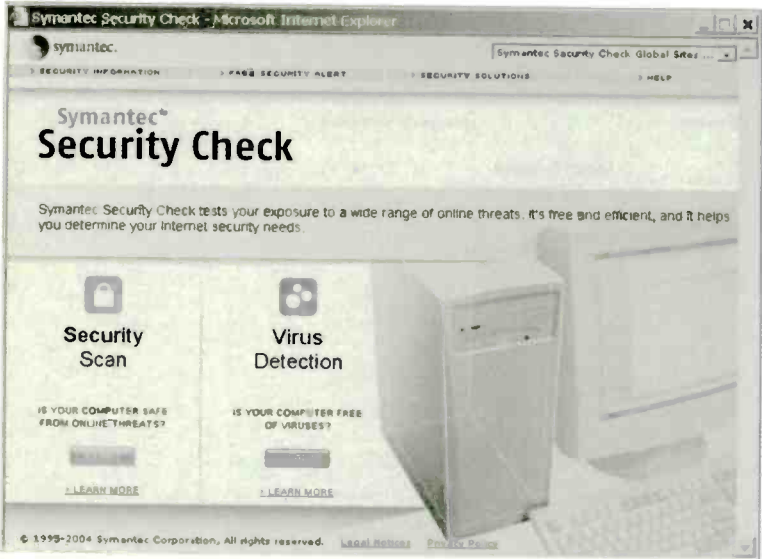 Symantec Security Check - Microsoft Internet Explorer
symantec.
Symantec Security Check Global Sites ...
> SECURITY INFORMATION > FREE SECURITY ALERT > SECURITY SOLUTIONS > HELP
Symantec™
Security Check
Symantec Security Check tests your exposure to a wide range of online threats. It's free and efficient, and it helps
you determine your Internet security needs.
Security
Scan
Virus
Detection
IS YOUR COMPUTER SAFE
FROM ONLINE THREATS?
IS YOUR COMPUTER FREE
OF VIRUSES?
> LEARN MORE
> LEARN MORE
© 1995-2004 Symantec Corporation, All rights reserved. Legal Notices Privacy Policy